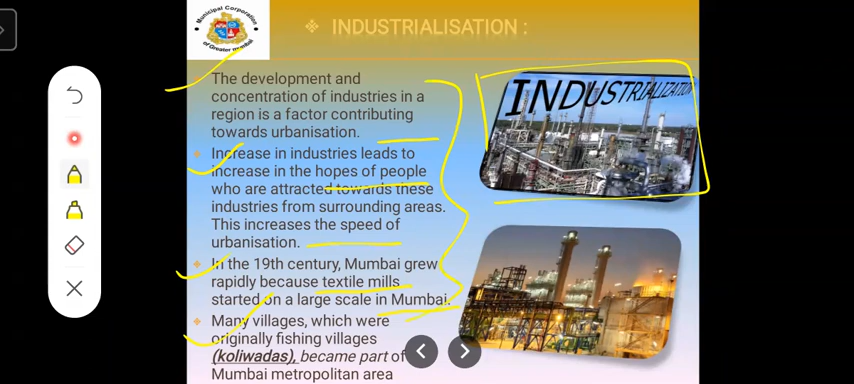 Municipal Corporation
of Greater mumbai
❖ INDUSTRIALISATION :
The development and
concentration of industries in a
region is a factor contributing
towards urbanisation.
Increase in industries leads to
increase in the hopes of people
who are attracted towards these
industries from surrounding areas.
This increases the speed of
urbanisation.
In the 19th century, Mumbai grew
rapidly because textile mills
started on a large scale in Mumbai.
Many villages, which were
originally fishing villages
(koliwadas), became part of
Mumbai metropolitan area
INDUSTRIALIZATION